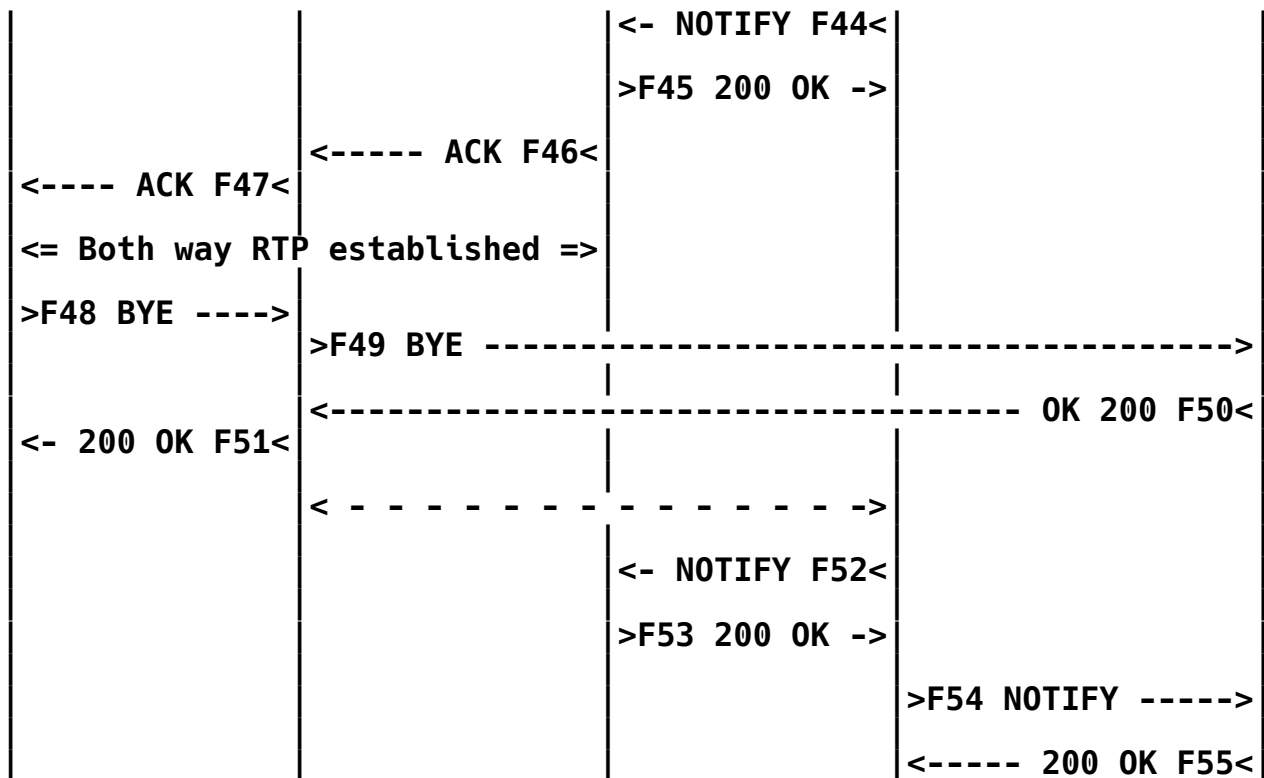 <- NOTIFY F44<
>F45 200 OK ->
<----- ACK F46<
<---- ACK F47<
<= Both way RTP established =>
>F48 BYE ---->
>F49 BYE --------------------------------------->
<------------------------------------ OK 200 F50<
<- 200 OK F51<
< - - - - - - - - - - - - - ->
<- NOTIFY F52<
>F53 200 OK ->
>F54 NOTIFY ----->
<----- 200 OK F55<